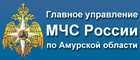 Главное управление
МЧС России
по Амурской области